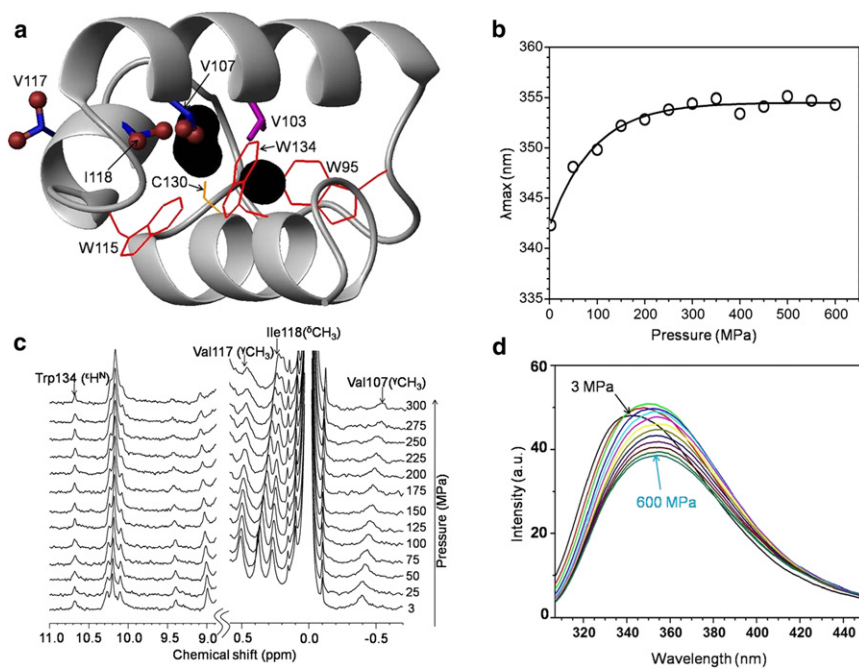 a
V117
V107
V103
W134
W95
I118
C130
W115
b
360
355
350
345
340
335
λmax (nm)
0
100
200
300
400
500
600
Pressure (MPa)
c
Ile118(δCH3)
Val117 (γCH3)
Trp134 (εHN)
Val107(γCH3)
300
275
250
225
200
175
150
125
100
75
50
25
3
Pressure (MPa)
11.0
10.5
10.0
9.5
9.0
0.5
0.0
-0.5
Chemical shift (ppm)
d
60
40
20
0
Intensity (a.u.)
3 MPa
600 MPa
320
340
360
380
400
420
440
Wavelength (nm)